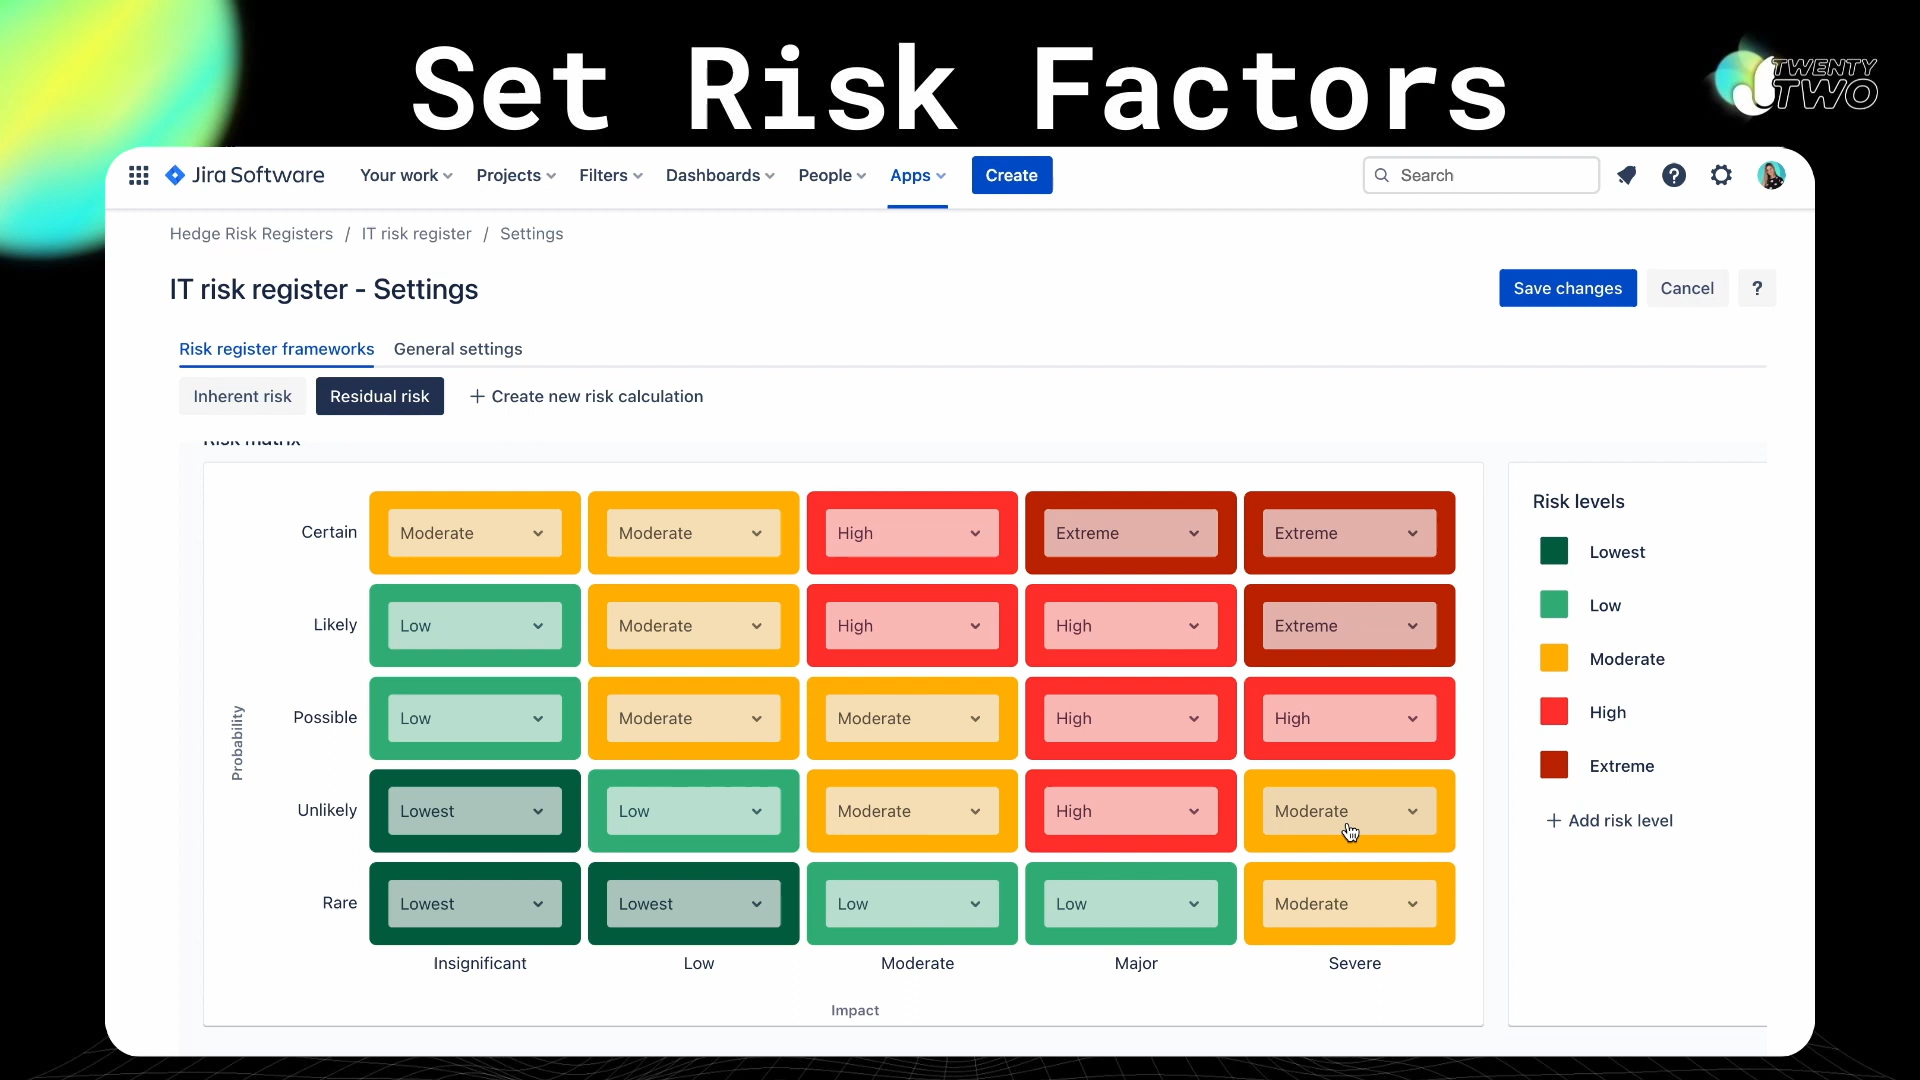 Set Risk Factors
TWENTY
TWO
Jira Software
Your work
Projects
Filters
Dashboards
People
Apps
Create
Search
Hedge Risk Registers / IT risk register / Settings
IT risk register - Settings
Save changes
Cancel
?
Risk register frameworks
General settings
Inherent risk
Residual risk
+ Create new risk calculation
Risk matrix
Probability
Certain
Moderate
Moderate
High
Extreme
Extreme
Likely
Low
Moderate
High
High
Extreme
Possible
Low
Moderate
Moderate
High
High
Unlikely
Lowest
Low
Moderate
High
Moderate
Rare
Lowest
Lowest
Low
Low
Moderate
Insignificant
Low
Moderate
Major
Severe
Impact
Risk levels
Lowest
Low
Moderate
High
Extreme
+ Add risk level